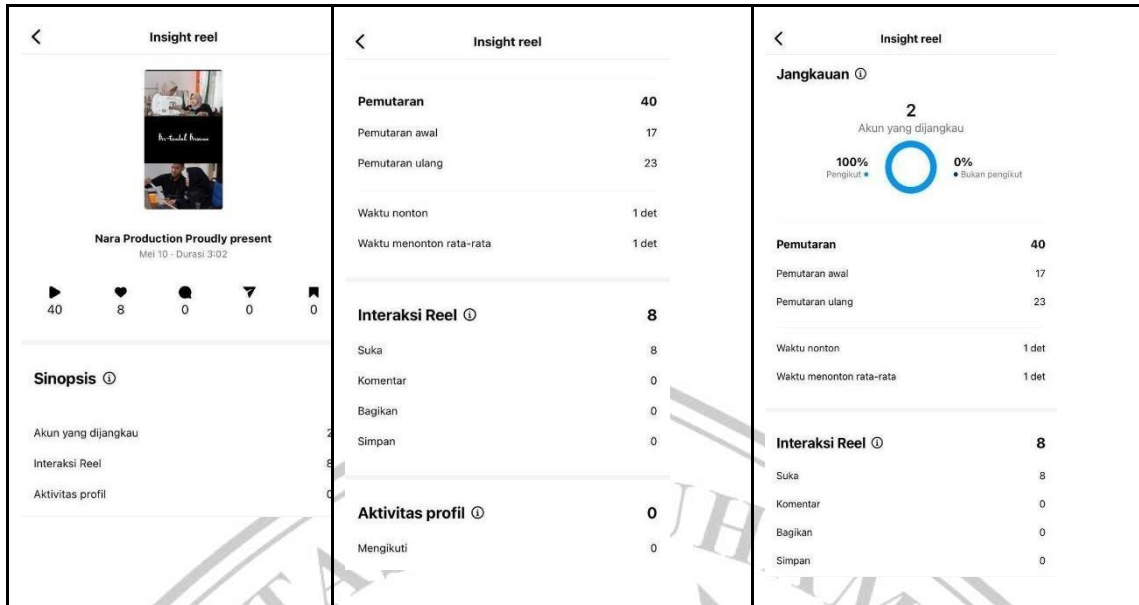 Insight reel
Nara Production Proudly present
Mei 10 - Durasi 3:02
40 8 0 0 0
Sinopsis
Akun yang dijangkau 2
Interaksi Reel 8
Aktivitas profil 0
Insight reel
Pemutaran 40
Pemutaran awal 17
Pemutaran ulang 23
Waktu nonton 1 det
Waktu menonton rata-rata 1 det
Interaksi Reel 8
Suka 8
Komentar 0
Bagikan 0
Simpan 0
Aktivitas profil 0
Mengikuti 0
Insight reel
Jangkauan
2
Akun yang dijangkau
100% 0%
Pengikut Bukan pengikut
Pemutaran 40
Pemutaran awal 17
Pemutaran ulang 23
Waktu nonton 1 det
Waktu menonton rata-rata 1 det
Interaksi Reel 8
Suka 8
Komentar 0
Bagikan 0
Simpan 0